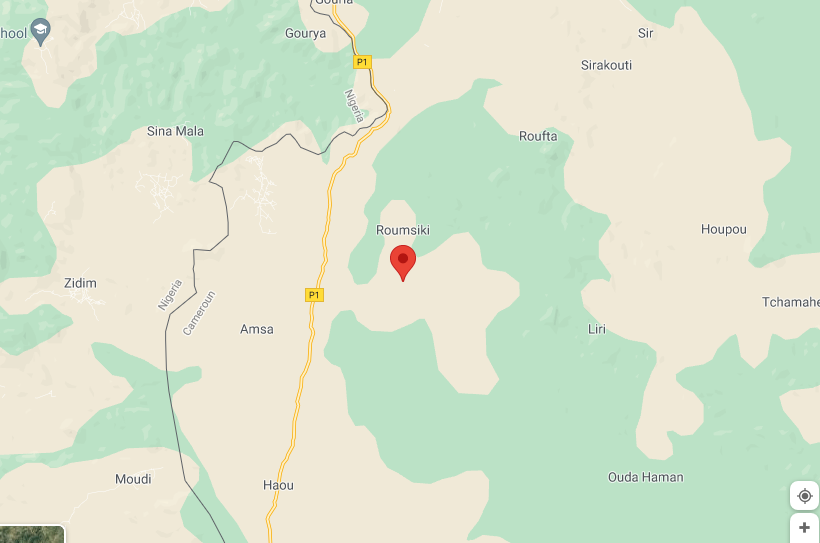 Gouria
Gourya
Sir
hool
P1
Sirakouti
Nigeria
Sina Mala
Roufta
Roumsiki
Houpou
Zidim
Nigeria
Cameroun
P1
Tchamahe
Amsa
Liri
Moudi
Haou
Ouda Haman